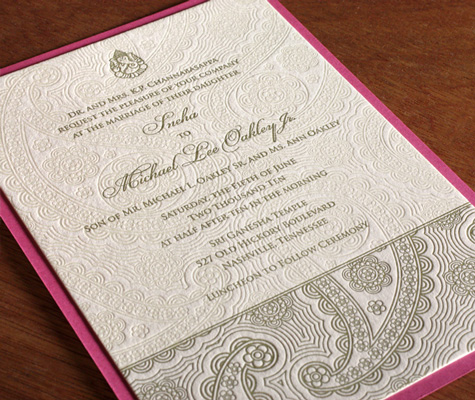 Dr. and Mrs. K.P. Channabasappa
request the pleasure of your company
at the marriage of their daughter
Sneha
to
Michael Lee Oakley Jr.
Son of Mr. Michael L. Oakley Sr. and Ms. Ann Oakley
Saturday, the Fifth of June
Two Thousand Ten
at half after ten in the morning
Sri Ganesha Temple
527 Old Hickory Boulevard
Nashville, Tennessee
Luncheon to Follow Ceremony